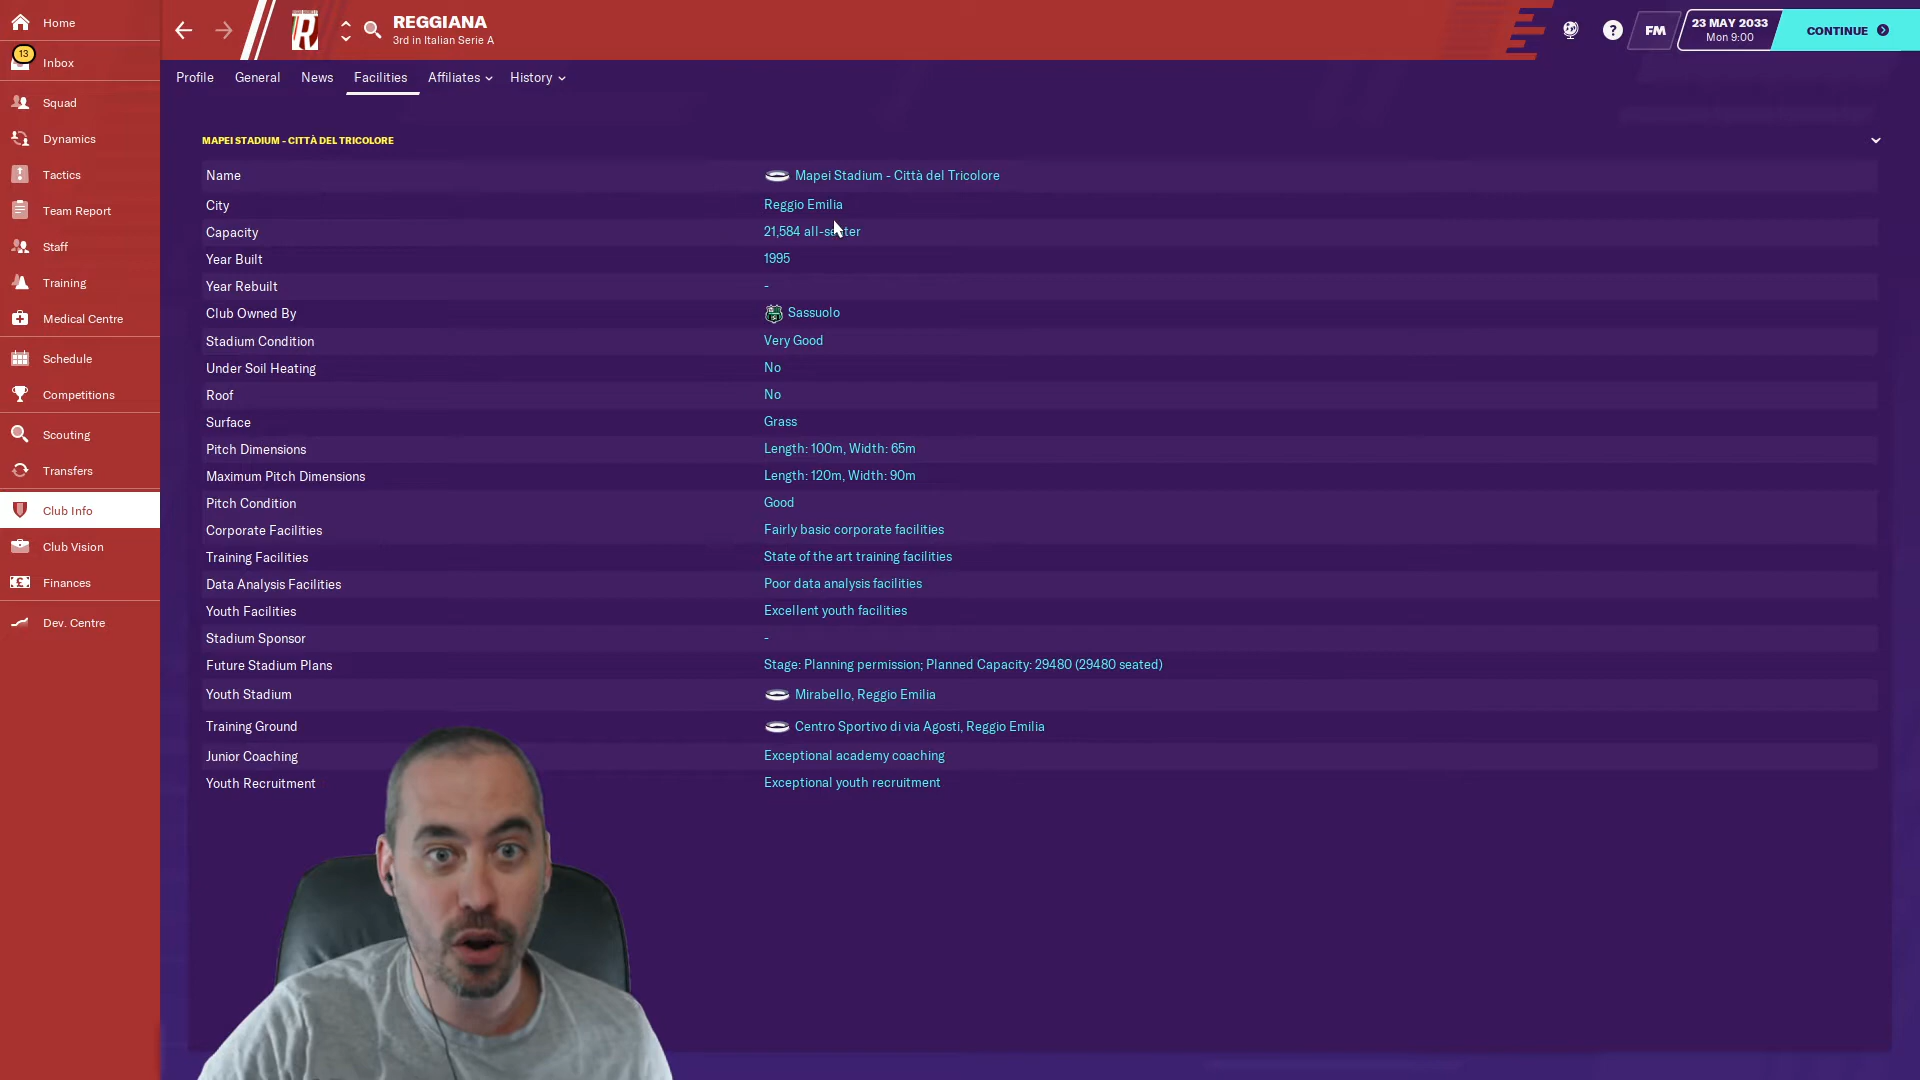 Home
13
Inbox
Squad
Dynamics
Tactics
Team Report
Staff
Training
Medical Centre
Schedule
Competitions
Scouting
Transfers
Club Info
Club Vision
Finances
Dev. Centre
R
REGGIANA
3rd in Italian Serie A
?
FM
23 MAY 2033
Mon 9:00
CONTINUE
Profile
General
News
Facilities
Affiliates
History
MAPEI STADIUM - CITTÀ DEL TRICOLORE
Name Mapei Stadium - Città del Tricolore
City Reggio Emilia
Capacity 21,584 all-seater
Year Built 1995
Year Rebuilt -
Club Owned By Sassuolo
Stadium Condition Very Good
Under Soil Heating No
Roof No
Surface Grass
Pitch Dimensions Length: 100m, Width: 65m
Maximum Pitch Dimensions Length: 120m, Width: 90m
Pitch Condition Good
Corporate Facilities Fairly basic corporate facilities
Training Facilities State of the art training facilities
Data Analysis Facilities Poor data analysis facilities
Youth Facilities Excellent youth facilities
Stadium Sponsor -
Future Stadium Plans Stage: Planning permission; Planned Capacity: 29480 (29480 seated)
Youth Stadium Mirabello, Reggio Emilia
Training Ground Centro Sportivo di via Agosti, Reggio Emilia
Junior Coaching Exceptional academy coaching
Youth Recruitment Exceptional youth recruitment